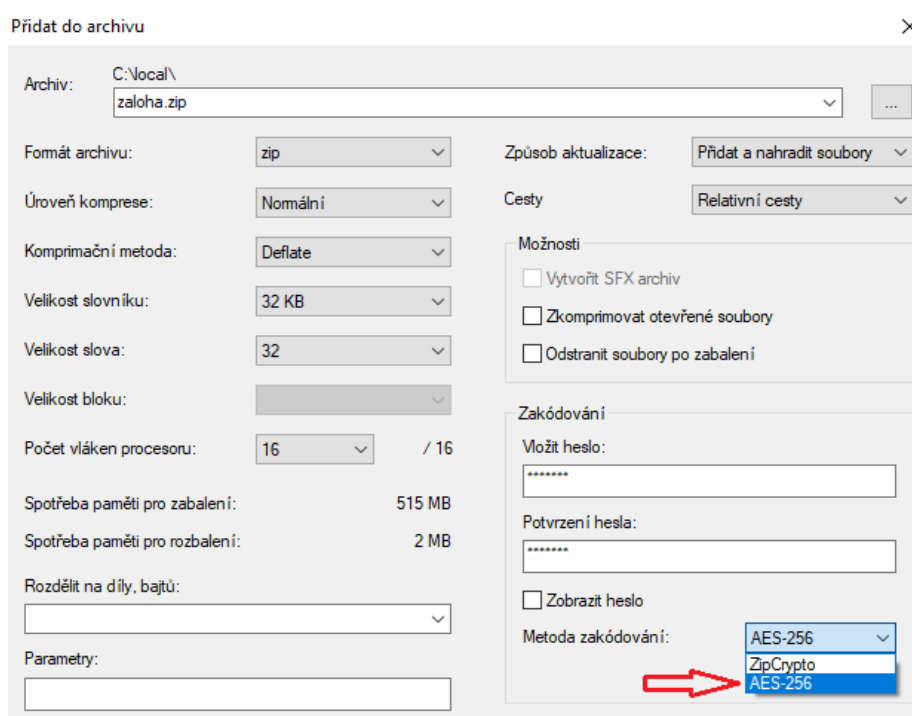 Přidat do archivu
Archiv:
C:\local\
zaloha.zip
...
Formát archivu:
zip
Úroveň komprese:
Normální
Komprimační metoda:
Deflate
Velikost slovníku:
32 KB
Velikost slova:
32
Velikost bloku:
Počet vláken procesoru:
16
/ 16
Spotřeba paměti pro zabalení:
515 MB
Spotřeba paměti pro rozbalení:
2 MB
Rozdělit na díly, bajtů:
Parametry:
Způsob aktualizace:
Přidat a nahradit soubory
Cesty
Relativní cesty
Možnosti
Vytvořit SFX archiv
Zkomprimovat otevřené soubory
Odstranit soubory po zabalení
Zakódování
Vložit heslo:
*******
Potvrzení hesla:
*******
Zobrazit heslo
Metoda zakódování:
AES-256
ZipCrypto
AES-256